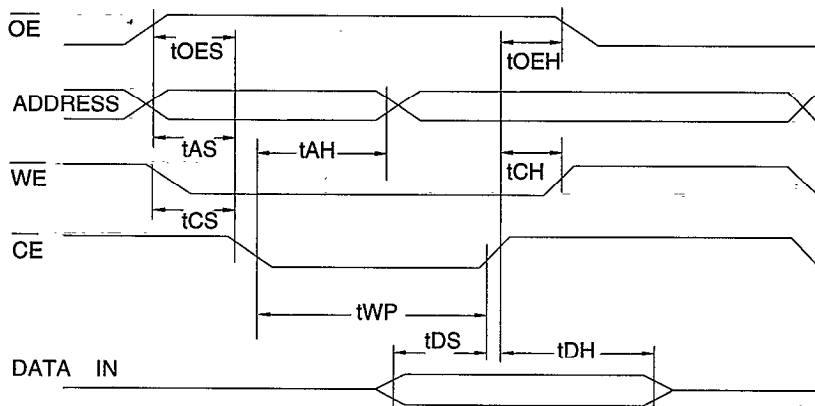 OE
tOES
tOEH
ADDRESS
tAS
tAH
tCH
WE
tCS
CE
tWP
tDS
tDH
DATA IN